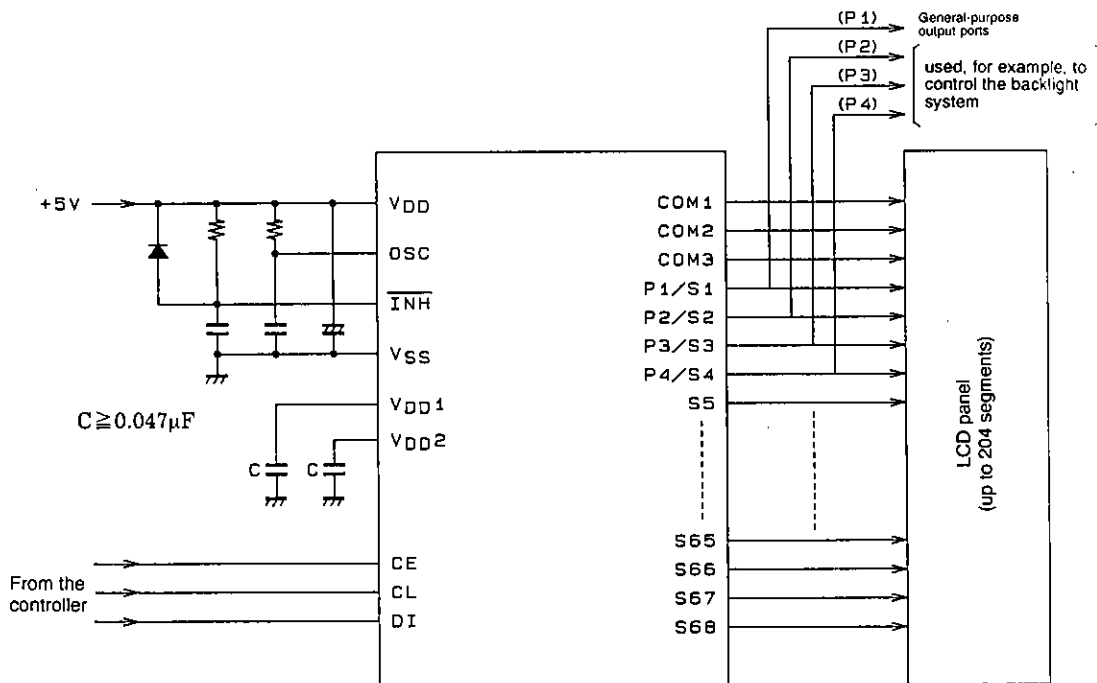 (P1)
General-purpose
output ports
(P2)
(P3)
(P4)
used, for example, to
control the backlight
system
+5V
VDD
OSC
INH
VSS
C≧0.047μF
VDD1
VDD2
C
C
From the
controller
CE
CL
DI
COM1
COM2
COM3
P1/S1
P2/S2
P3/S3
P4/S4
S5
S65
S66
S67
S68
LCD panel
(up to 204 segments)